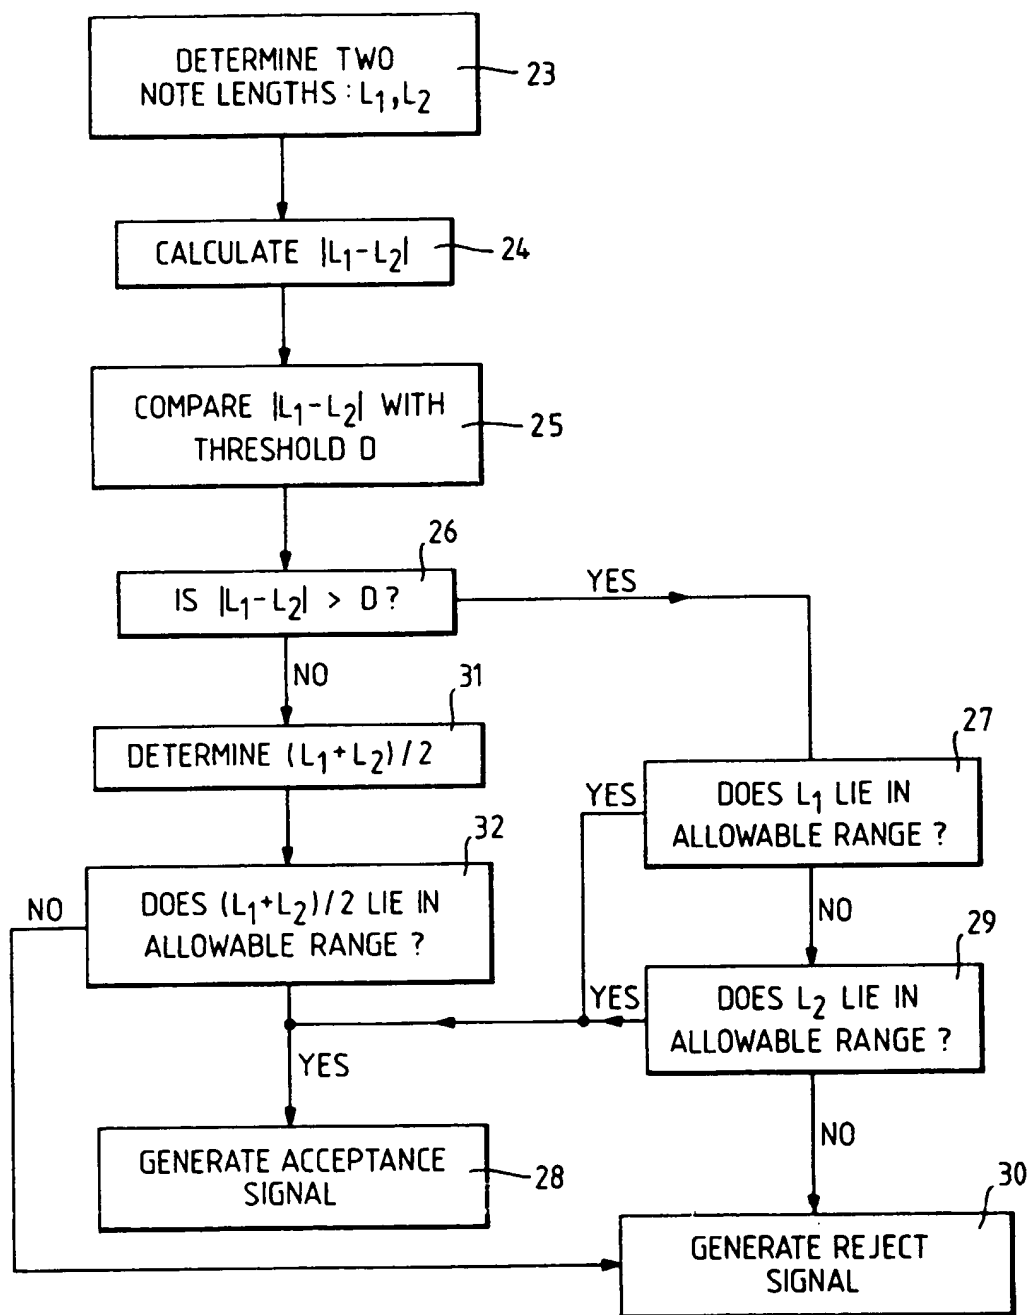 DETERMINE TWO
NOTE LENGTHS : L1, L2
23
CALCULATE |L1-L2|
24
COMPARE |L1-L2| WITH
THRESHOLD D
25
26
IS |L1-L2| > D ?
YES
NO
31
DETERMINE (L1+L2)/2
27
DOES L1 LIE IN
ALLOWABLE RANGE ?
YES
NO
32
DOES (L1+L2)/2 LIE IN
ALLOWABLE RANGE ?
NO
29
DOES L2 LIE IN
ALLOWABLE RANGE ?
YES
YES
NO
GENERATE ACCEPTANCE
SIGNAL
28
30
GENERATE REJECT
SIGNAL